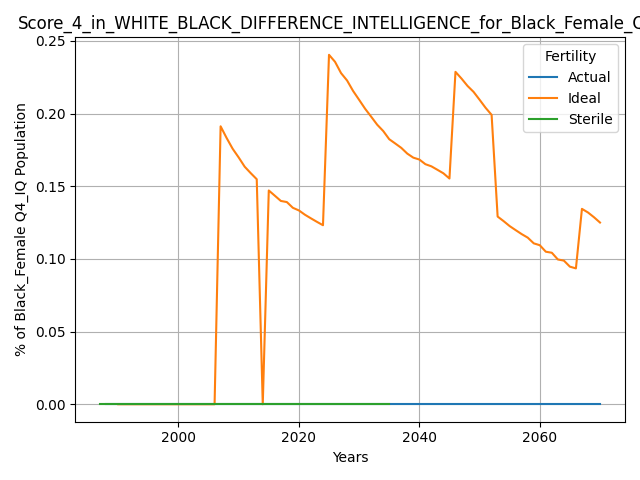 Score_4_in_WHITE_BLACK_DIFFERENCE_INTELLIGENCE_for_Black_Female_
% of Black_Female Q4_IQ Population
0.25
0.20
0.15
0.10
0.05
0.00
Fertility
Actual
Ideal
Sterile
2000
2020
2040
2060
Years